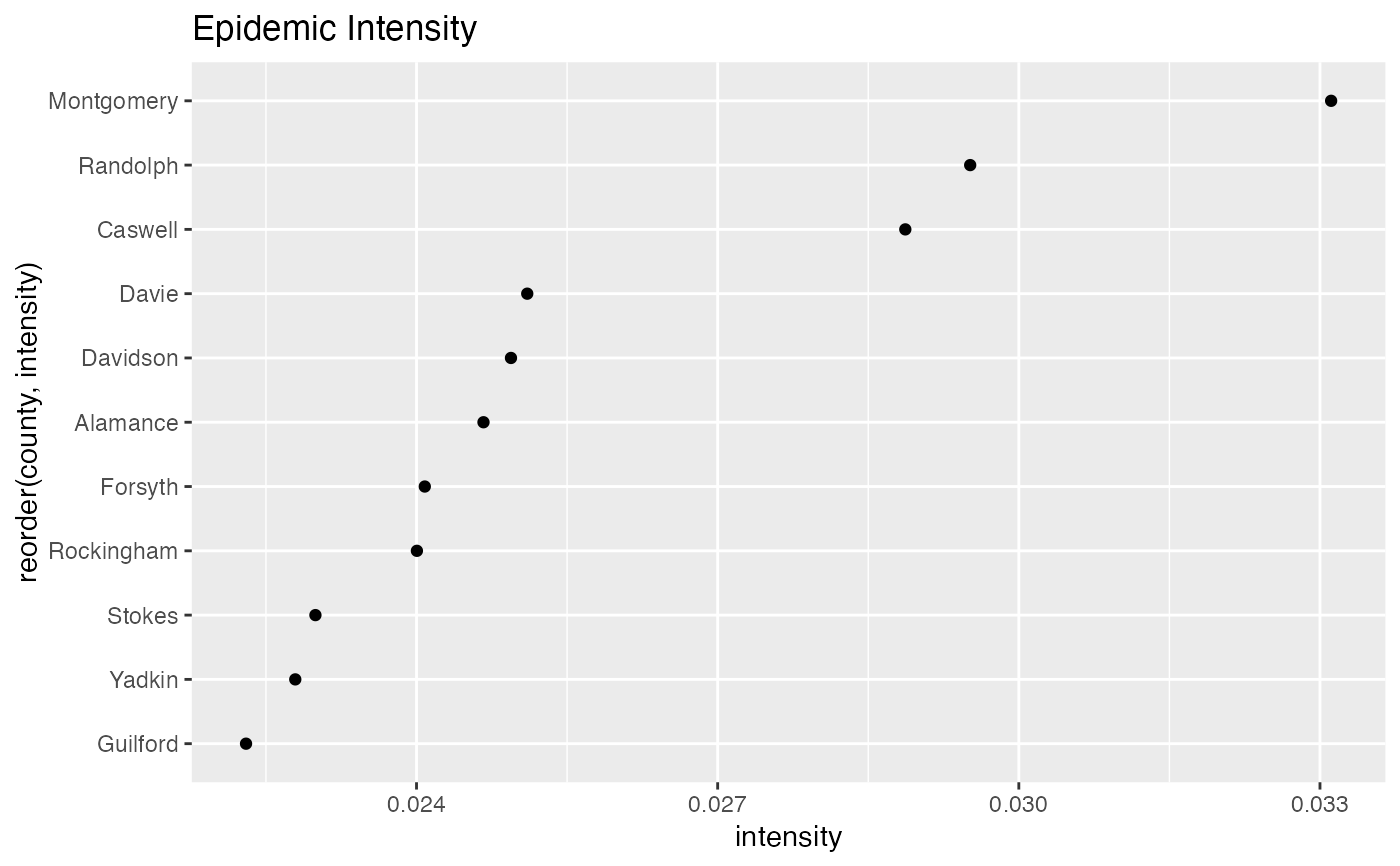 Epidemic Intensity
reorder(county, intensity)
Montgomery
Randolph
Caswell
Davie
Davidson
Alamance
Forsyth
Rockingham
Stokes
Yadkin
Guilford
0.024 0.027 0.030 0.033
intensity